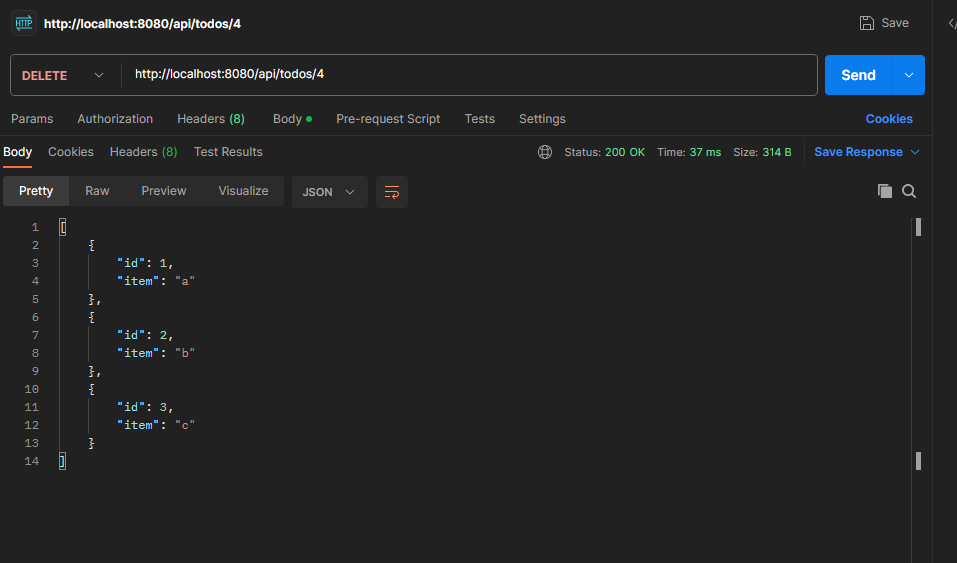 HTTP http://localhost:8080/api/todos/4 Save </
DELETE http://localhost:8080/api/todos/4 Send
Params Authorization Headers (8) Body Pre-request Script Tests Settings Cookies
Body Cookies Headers (8) Test Results Status: 200 OK Time: 37 ms Size: 314 B Save Response
Pretty Raw Preview Visualize JSON
1 [
2 {
3 "id": 1,
4 "item": "a"
5 },
6 {
7 "id": 2,
8 "item": "b"
9 },
10 {
11 "id": 3,
12 "item": "c"
13 }
14 ]